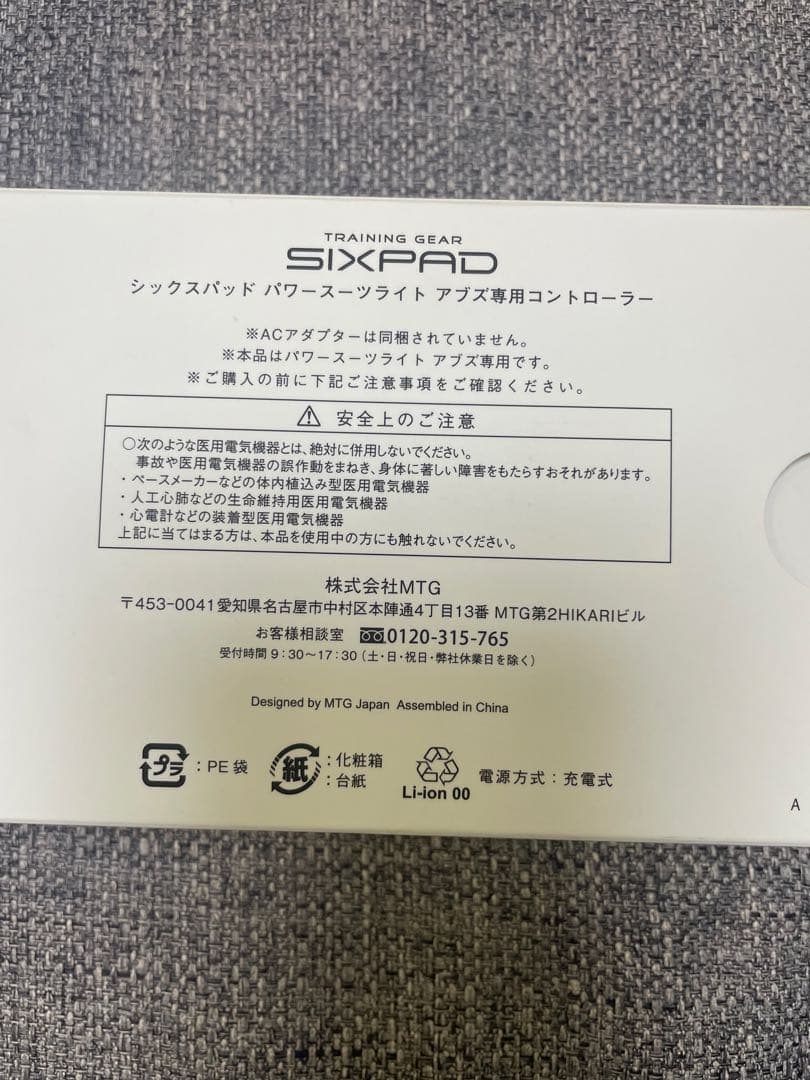 TRAINING GEAR
SIXPAD
シックスパッド パワースーツライト アブズ専用コントローラー
※ACアダプターは同梱されていません。
※本品はパワースーツライト アブズ専用です。
※ご購入の前に下記ご注意事項をご確認ください。
安全上のご注意
○次のような医用電気機器とは、絶対に併用しないでください。
事故や医用電気機器の誤作動をまねき、身体に著しい障害をもたらすおそれがあります。
・ペースメーカーなどの体内植込み型医用電気機器
・人工心肺などの生命維持用医用電気機器
・心電計などの装着型医用電気機器
上記に当てはまる方は、本品を使用中の方にも触れないでください。
株式会社MTG
〒453-0041 愛知県名古屋市中村区本陣通4丁目13番 MTG第2HIKARIビル
お客様相談室 0120-315-765
受付時間 9:30〜17:30(土・日・祝日・弊社休業日を除く)
Designed by MTG Japan Assembled in China
プラ :PE袋 紙 :化粧箱 :台紙 Li-ion 00 電源方式:充電式
A